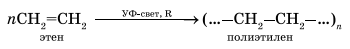 nCH₂=CH₂ УФ-свет, R (...—CH₂—CH₂—...)ₙ
этен полиэтилен